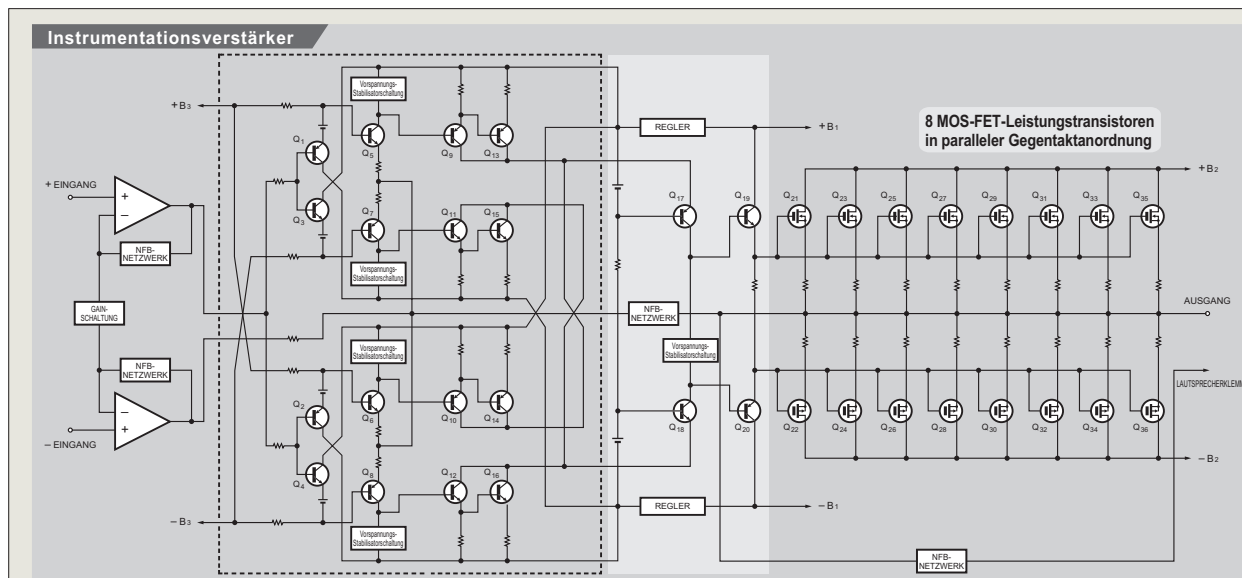 Instrumentationsverstärker
Vorspannungs-
Stabilisatorschaltung
+B3
Q1
Q5
Q9
Q13
REGLER
+B1
8 MOS-FET-Leistungstransistoren
in paralleler Gegentaktanordnung
+B2
+ EINGANG
+
−
Q3
Q7
Q11
Q15
Q17
Q19
Q21
Q23
Q25
Q27
Q29
Q31
Q33
Q35
NFB-
NETZWERK
Vorspannungs-
Stabilisatorschaltung
GAIN-
SCHALTUNG
NFB-
NETZWERK
AUSGANG
Vorspannungs-
Stabilisatorschaltung
Vorspannungs-
Stabilisatorschaltung
NFB-
NETZWERK
LAUTSPRECHERKLEMM
−
+
− EINGANG
Q2
Q6
Q10
Q14
Q18
Q20
Q22
Q24
Q26
Q28
Q30
Q32
Q34
Q36
Q4
Q8
Q12
Q16
−B2
−B3
REGLER
−B1
Vorspannungs-
Stabilisatorschaltung
NFB-
NETZWERK